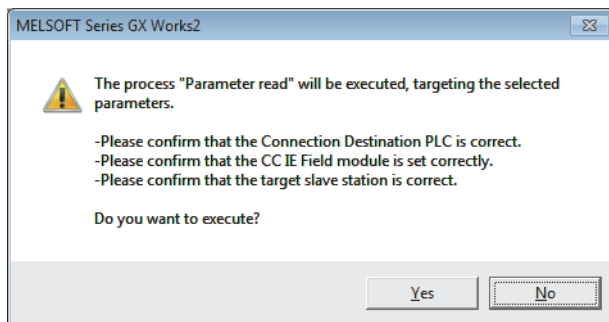 MELSOFT Series GX Works2
The process "Parameter read" will be executed, targeting the selected
parameters.
-Please confirm that the Connection Destination PLC is correct.
-Please confirm that the CC IE Field module is set correctly.
-Please confirm that the target slave station is correct.
Do you want to execute?
Yes No